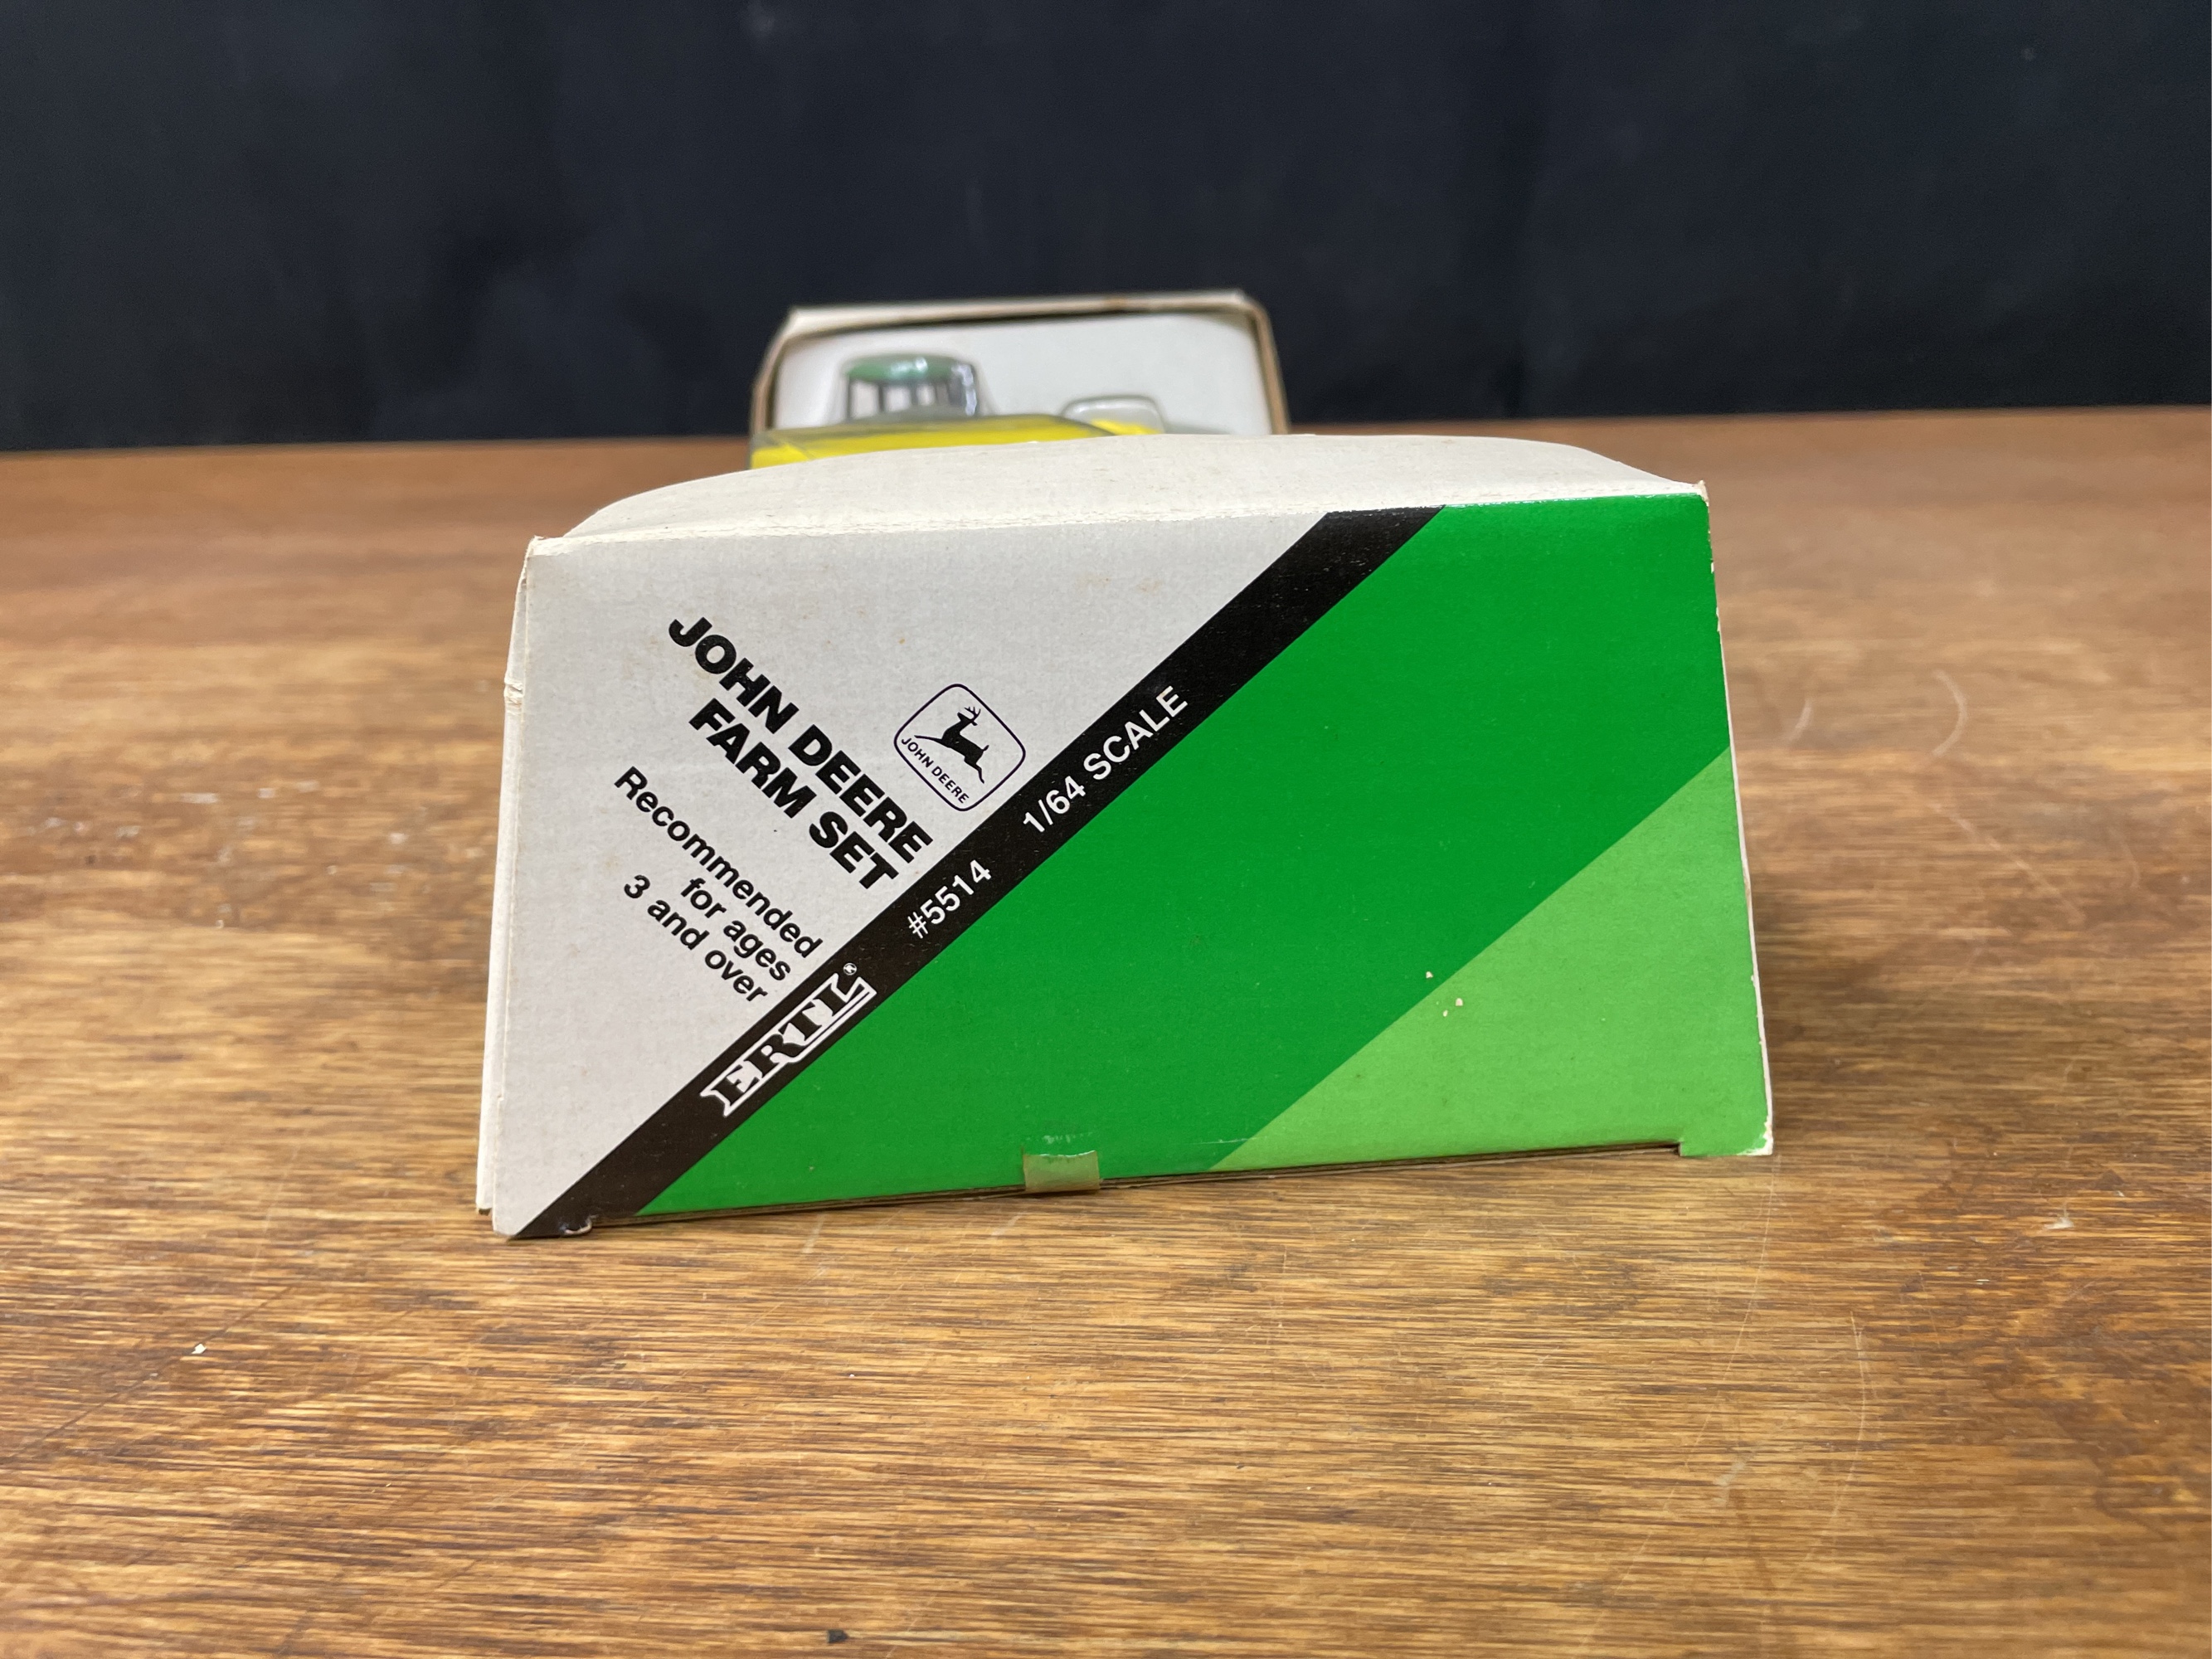 JOHN DEERE
FARM SET
Recommended
for ages
3 and over
JOHN DEERE
ERTL®
#5514
1/64 SCALE